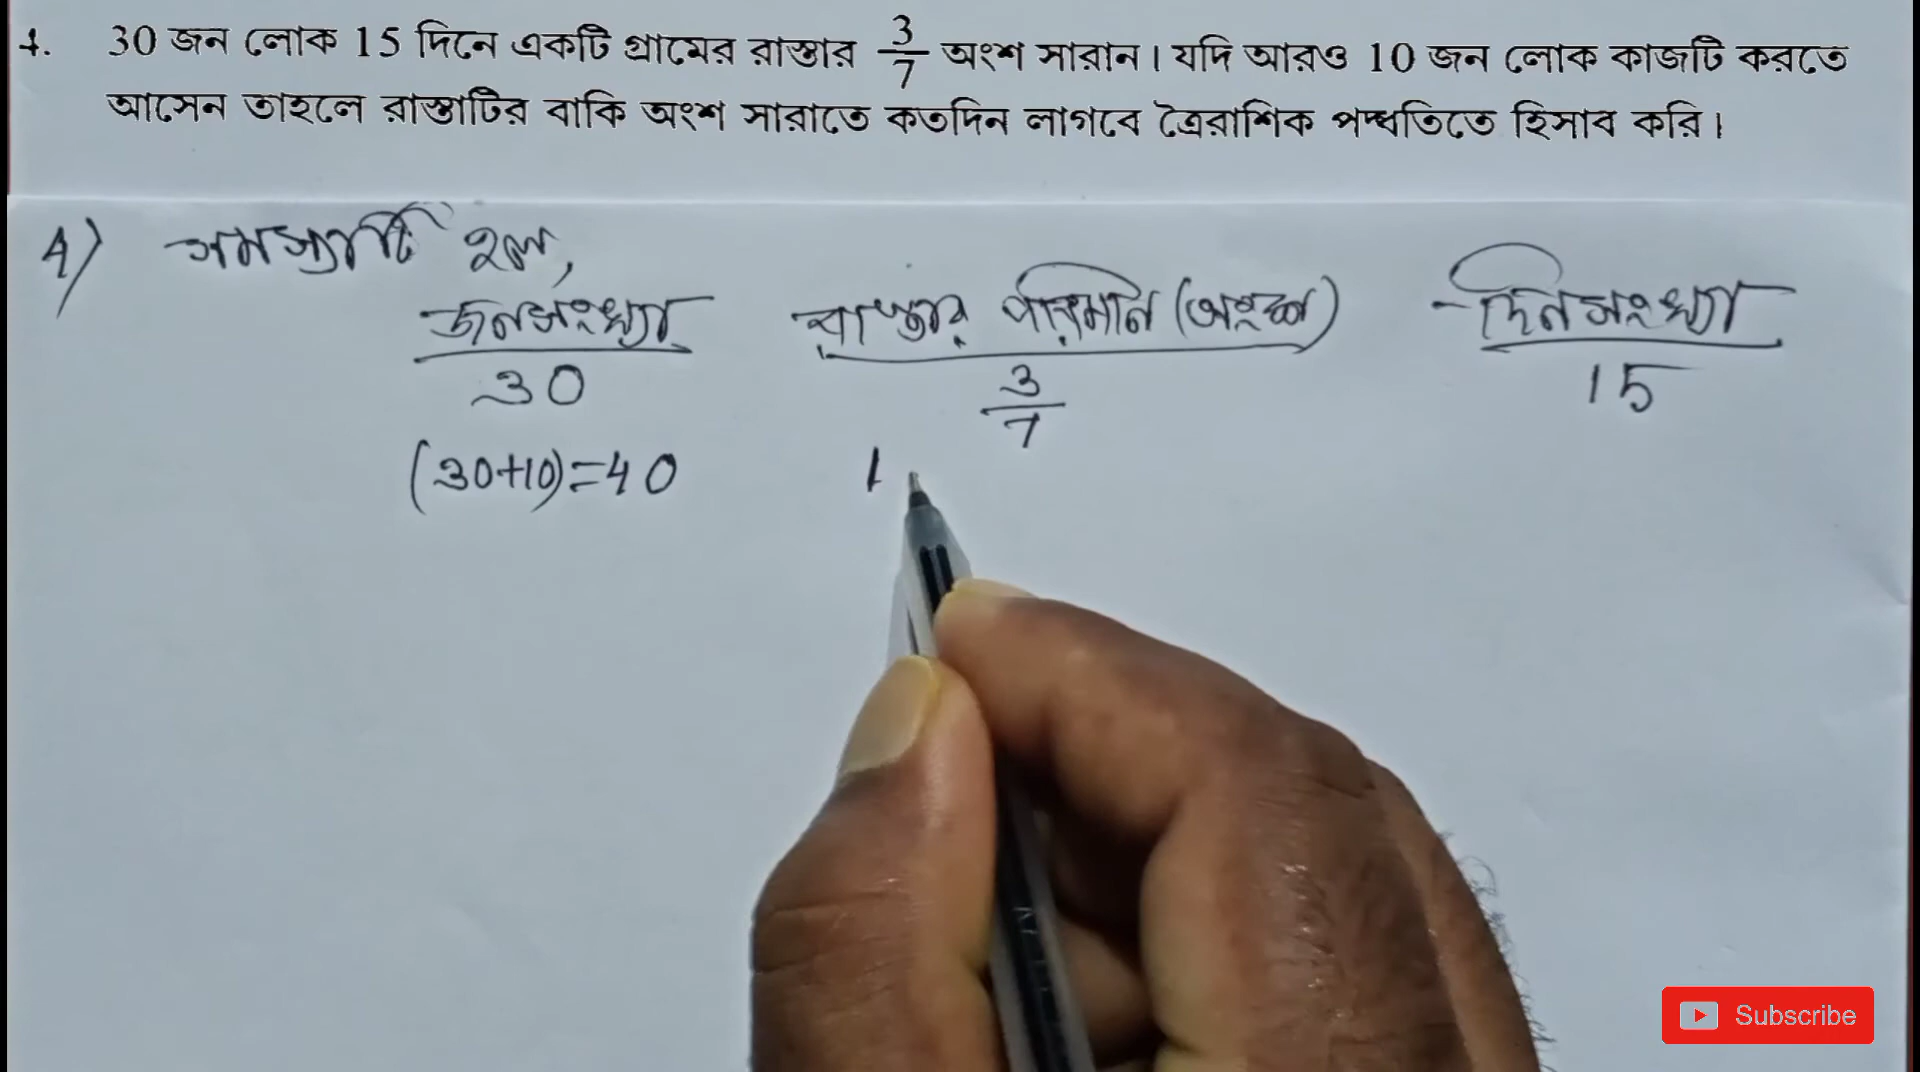 4. 30 জন লোক 15 দিনে একটি গ্রামের রাস্তার 3/7 অংশ সারান। যদি আরও 10 জন লোক কাজটি করতে
আসেন তাহলে রাস্তাটির বাকি অংশ সারাতে কতদিন লাগবে ত্রৈরাশিক পদ্ধতিতে হিসাব করি।
4) সমস্যাটি হল,
জনসংখ্যা রাস্তার পরিমান (অংশ) দিনসংখ্যা
30 3/7 15
(30+10)=40 1
Subscribe